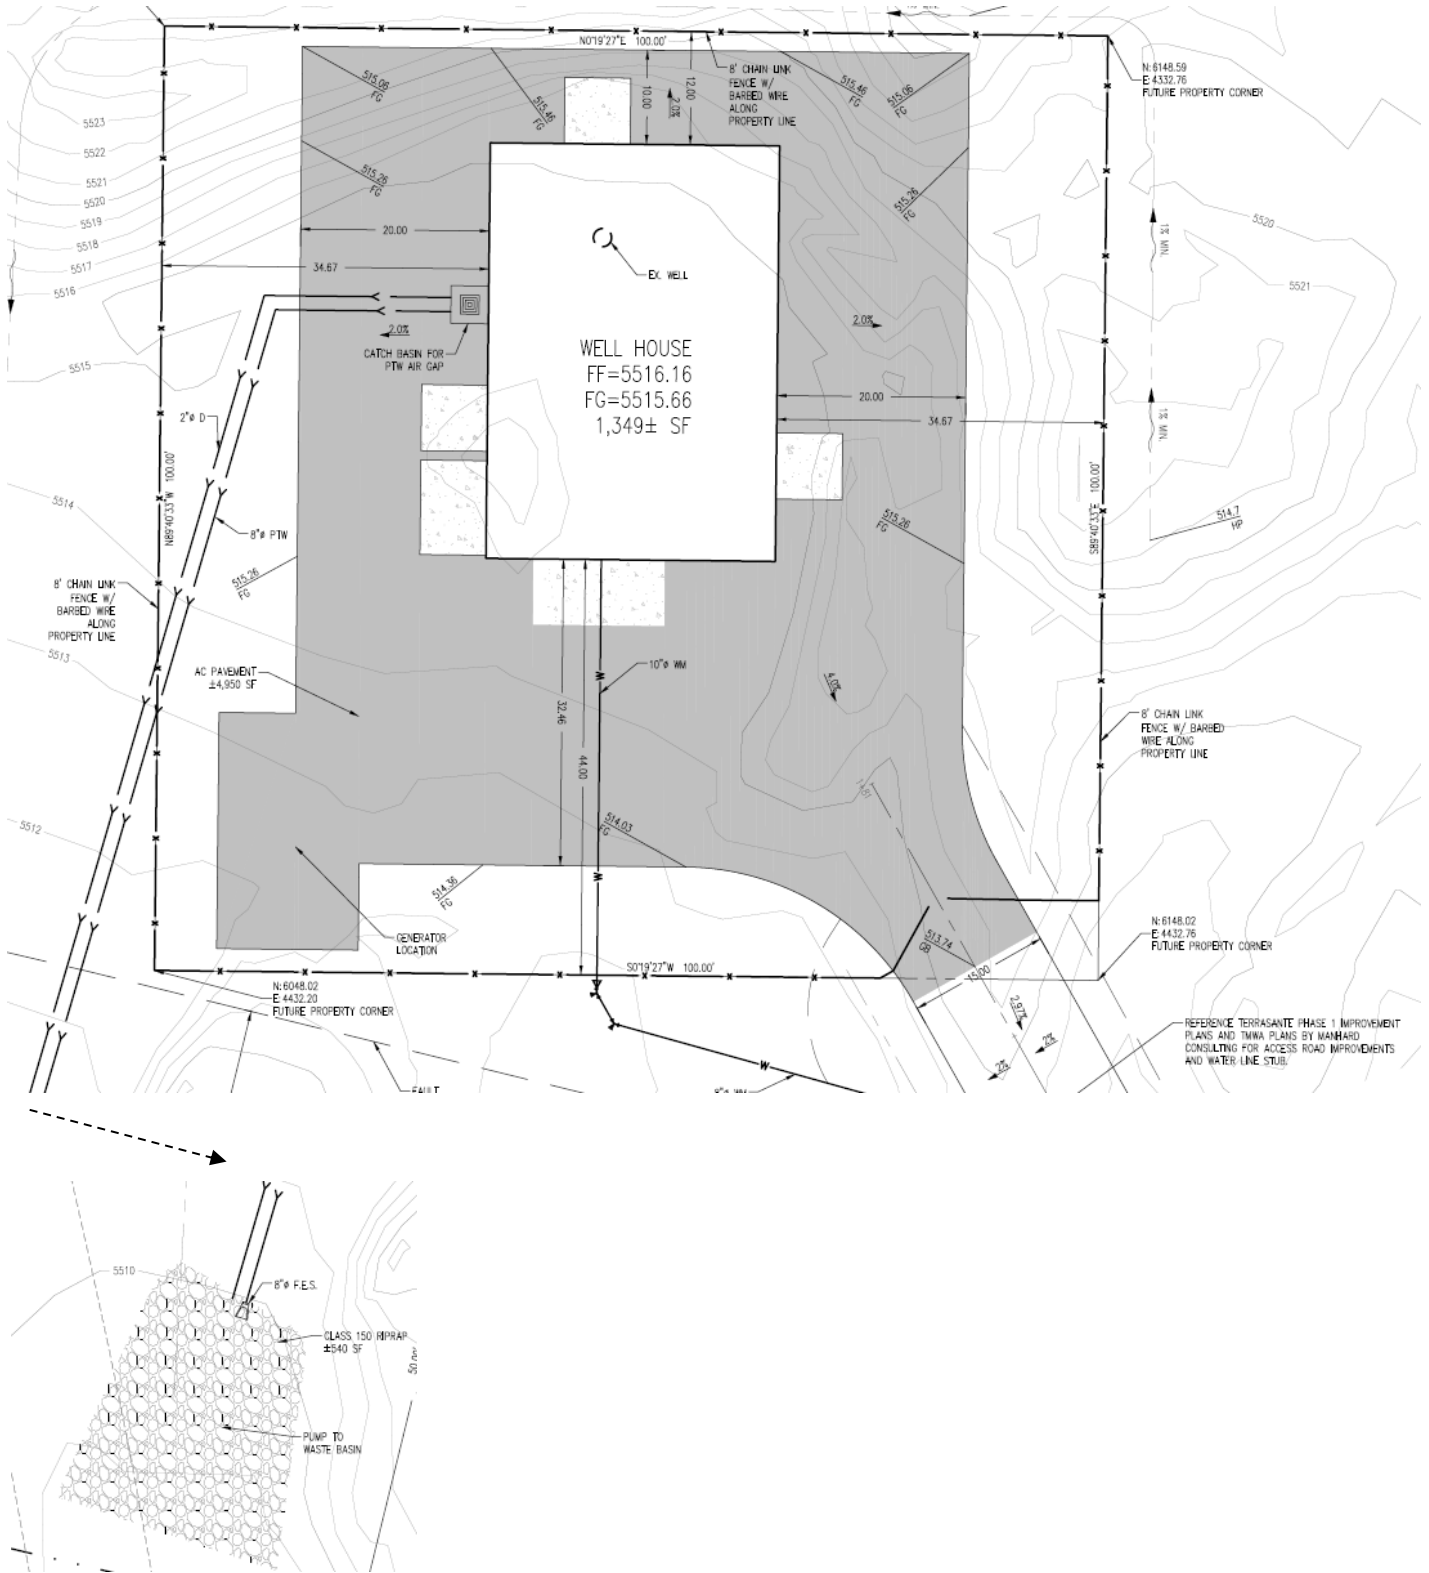 N0°19'27"E 100.00'
8' CHAIN LINK
FENCE W/
BARBED WIRE
ALONG
PROPERTY LINE
N: 6148.59
E: 4332.76
FUTURE PROPERTY CORNER
515.06
FG
515.46
FG
10.00
12.00
2.0%
515.46
FG
515.06
FG
5523
5522
5521
5520
5519
5518
5517
5516
5515
515.26
FG
515.26
FG
20.00
34.67
EX. WELL
5520
5521
1% MIN.
1% MIN.
2.0%
2.0%
CATCH BASIN FOR
PTW AIR GAP
WELL HOUSE
FF=5516.16
FG=5515.66
1,349± SF
20.00
34.67
2"ø D
N89°40'33"W 100.00'
S89°40'33"E 100.00'
5514
8"ø PTW
515.26
FG
515.26
FG
514.7
HP
8' CHAIN LINK
FENCE W/
BARBED WIRE
ALONG
PROPERTY LINE
5513
AC PAVEMENT
±4,950 SF
10"ø WM
W
32.46
44.00
4.0%
8' CHAIN LINK
FENCE W/ BARBED
WIRE ALONG
PROPERTY LINE
5512
514.03
FG
514.36
FG
W
GENERATOR
LOCATION
513.74
GB
15.00
N: 6148.02
E: 4432.76
FUTURE PROPERTY CORNER
S0°19'27"W 100.00'
N: 6048.02
E: 4432.20
FUTURE PROPERTY CORNER
2.97%
2%
2%
REFERENCE TERRASANTE PHASE 1 IMPROVEMENT
PLANS AND TMWA PLANS BY MANHARD
CONSULTING FOR ACCESS ROAD IMPROVEMENTS
AND WATER LINE STUB.
W
FAULT
8"ø WM
5510
8"ø F.E.S.
CLASS 150 RIPRAP
±540 SF
PUMP TO
WASTE BASIN